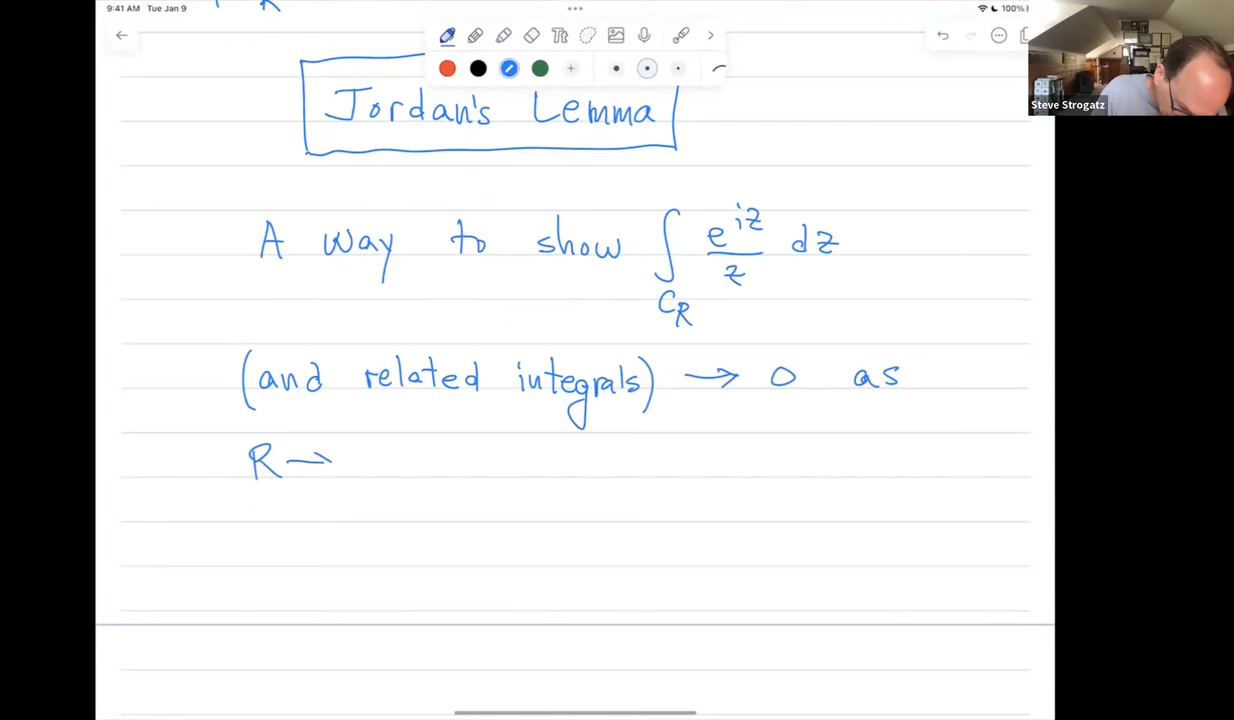 9:41 AM Tue Jan 9
100%
Tt
Steve Strogatz
Jordan's Lemma
A way to show ∫_{C_R} e^{iz}/z dz
(and related integrals) → 0 as
R →